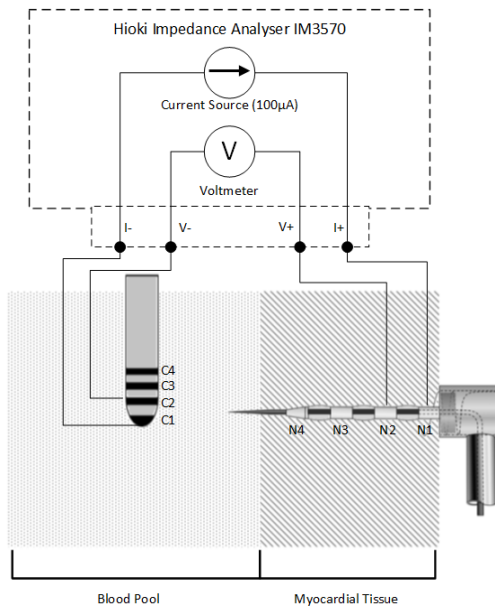 Hioki Impedance Analyser IM3570
Current Source (100µA)
V
Voltmeter
I- V- V+ I+
C4
C3
C2
C1
N4 N3 N2 N1
Blood Pool Myocardial Tissue